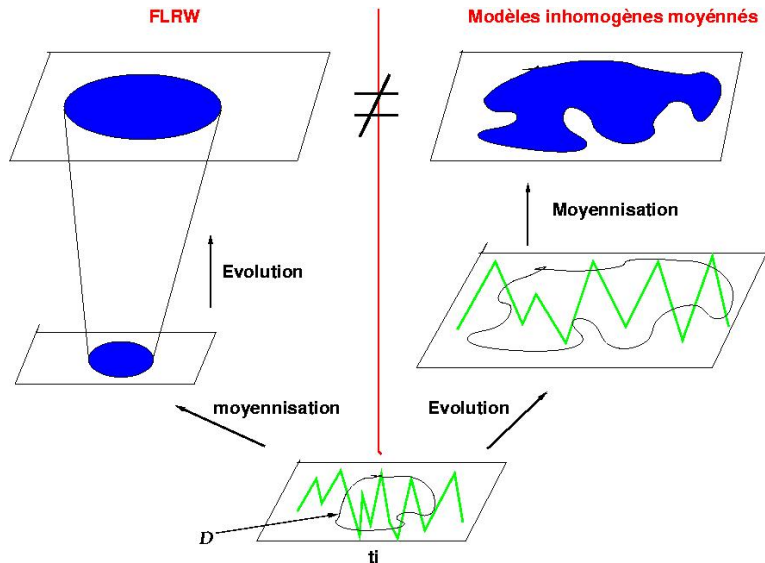 FLRW
Modèles inhomogènes moyénnés
Moyennisation
Evolution
moyennisation
Evolution
D
ti